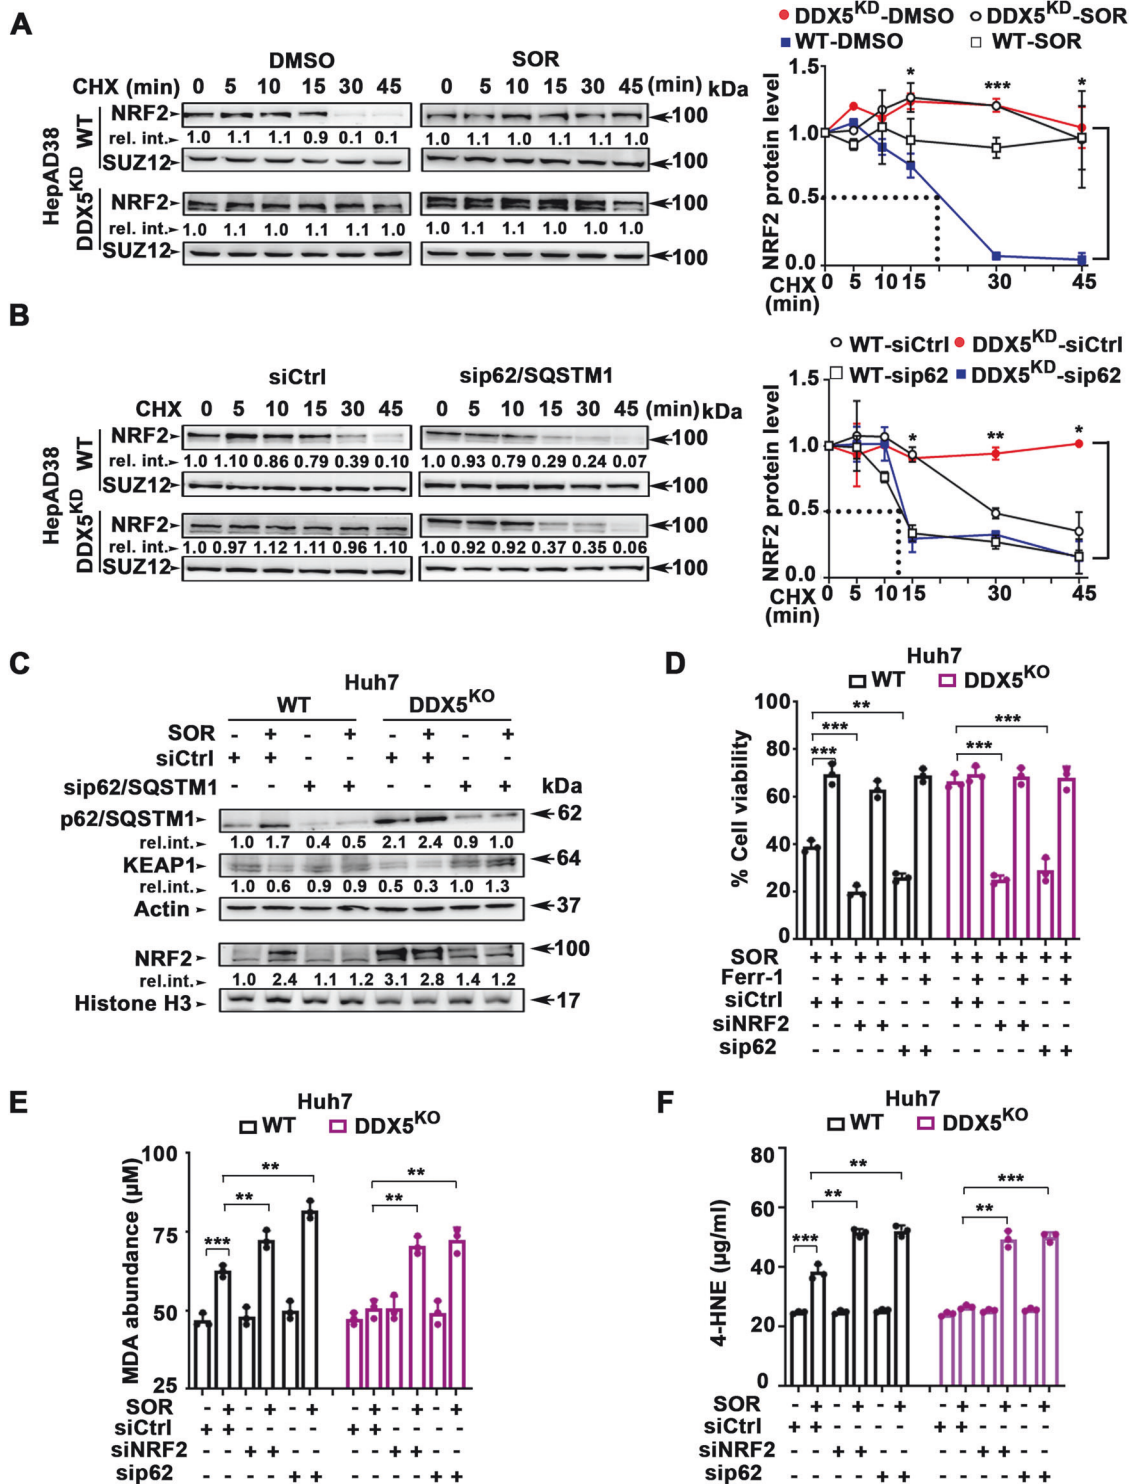 A
DMSO
SOR
CHX (min) 0 5 10 15 30 45 0 5 10 15 30 45 (min) kDa
HepAD38
WT
NRF2
100
rel. int. 1.0 1.1 1.1 0.9 0.1 0.1 1.0 1.1 1.0 1.1 1.1 1.0
SUZ12
100
DDX5KD
NRF2
100
rel. int. 1.0 1.1 1.0 1.1 1.1 1.0 1.0 1.1 1.1 1.0 1.0 1.0
SUZ12
100
DDX5KD-DMSO DDX5KD-SOR
WT-DMSO WT-SOR
NRF2 protein level
1.5
1.0
0.5
0.0
* *** *
0 5 10 15 30 45
CHX
(min)
B
siCtrl
sip62/SQSTM1
CHX 0 5 10 15 30 45 0 5 10 15 30 45 (min) kDa
HepAD38
WT
NRF2
100
rel. int. 1.0 1.10 0.86 0.79 0.39 0.10 1.0 0.93 0.79 0.29 0.24 0.07
SUZ12
100
DDX5KD
NRF2
100
rel. int. 1.0 0.97 1.12 1.11 0.96 1.10 1.0 0.92 0.92 0.37 0.35 0.06
SUZ12
100
WT-siCtrl DDX5KD-siCtrl
WT-sip62 DDX5KD-sip62
NRF2 protein level
1.5
1.0
0.5
0.0
* ** *
0 5 10 15 30 45
CHX
(min)
C
Huh7
WT DDX5KO
SOR - + - + - + - +
siCtrl + + - - + + - -
sip62/SQSTM1 - - + + - - + +
kDa
p62/SQSTM1
62
rel.int. 1.0 1.7 0.4 0.5 2.1 2.4 0.9 1.0
KEAP1
64
rel.int. 1.0 0.6 0.9 0.9 0.5 0.3 1.0 1.3
Actin
37
NRF2
100
rel.int. 1.0 2.4 1.1 1.2 3.1 2.8 1.4 1.2
Histone H3
17
D
Huh7
WT DDX5KO
% Cell viability
100
80
60
40
20
0
** *** *** *** ***
SOR + + + + + + + + + + + +
Ferr-1 - + - + - + - + - + - +
siCtrl + + - - - - + + - - - -
siNRF2 - - + + - - - - + + - -
sip62 - - - - + + - - - - + +
E
Huh7
WT DDX5KO
MDA abundance (µM)
100
75
50
25
** ** *** ** **
SOR - + - + - + - + - + - +
siCtrl + + - - - - + + - - - -
siNRF2 - - + + - - - - + + - -
sip62 - - - - + + - - - - + +
F
Huh7
WT DDX5KO
4-HNE (µg/ml)
80
60
40
20
0
** ** *** *** **
SOR - + - + - + - + - + - +
siCtrl + + - - - - + + - - - -
siNRF2 - - + + - - - - + + - -
sip62 - - - - + + - - - - + +